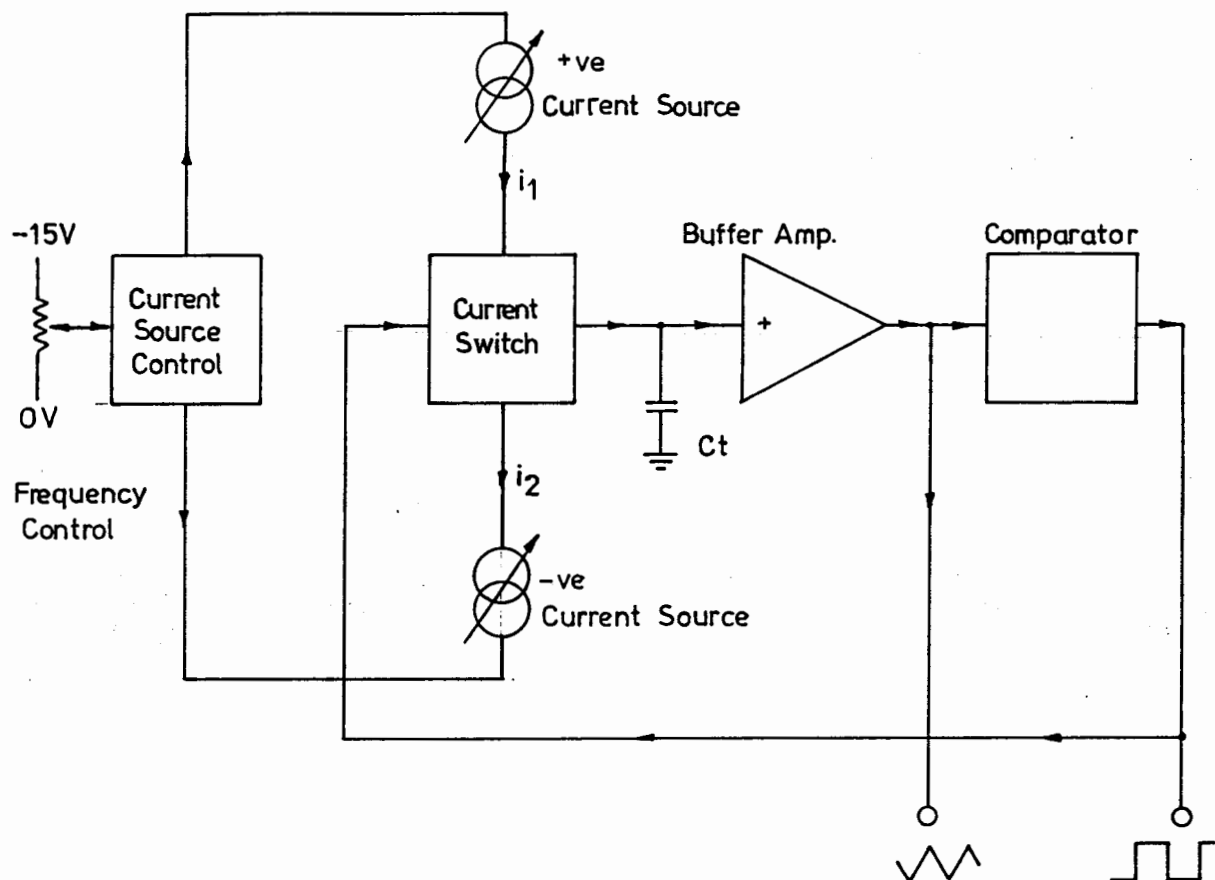 +ve
Current Source
i1
-15V
Current
Source
Control
0V
Frequency
Control
Current
Switch
Buffer Amp.
+
Ct
Comparator
i2
-ve
Current Source